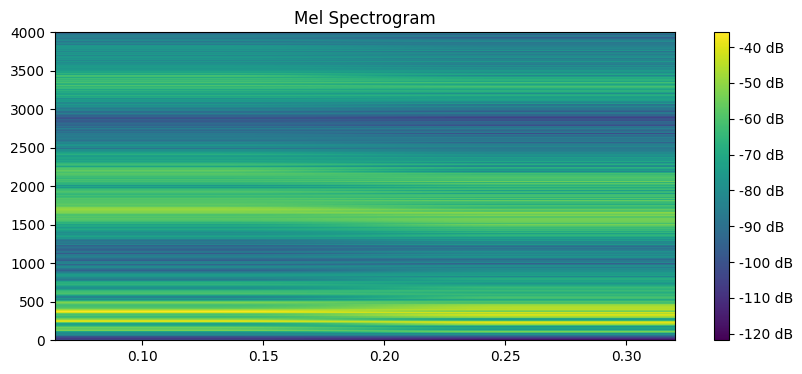 Mel Spectrogram
4000
3500
3000
2500
2000
1500
1000
500
0
0.10 0.15 0.20 0.25 0.30
-40 dB
-50 dB
-60 dB
-70 dB
-80 dB
-90 dB
-100 dB
-110 dB
-120 dB